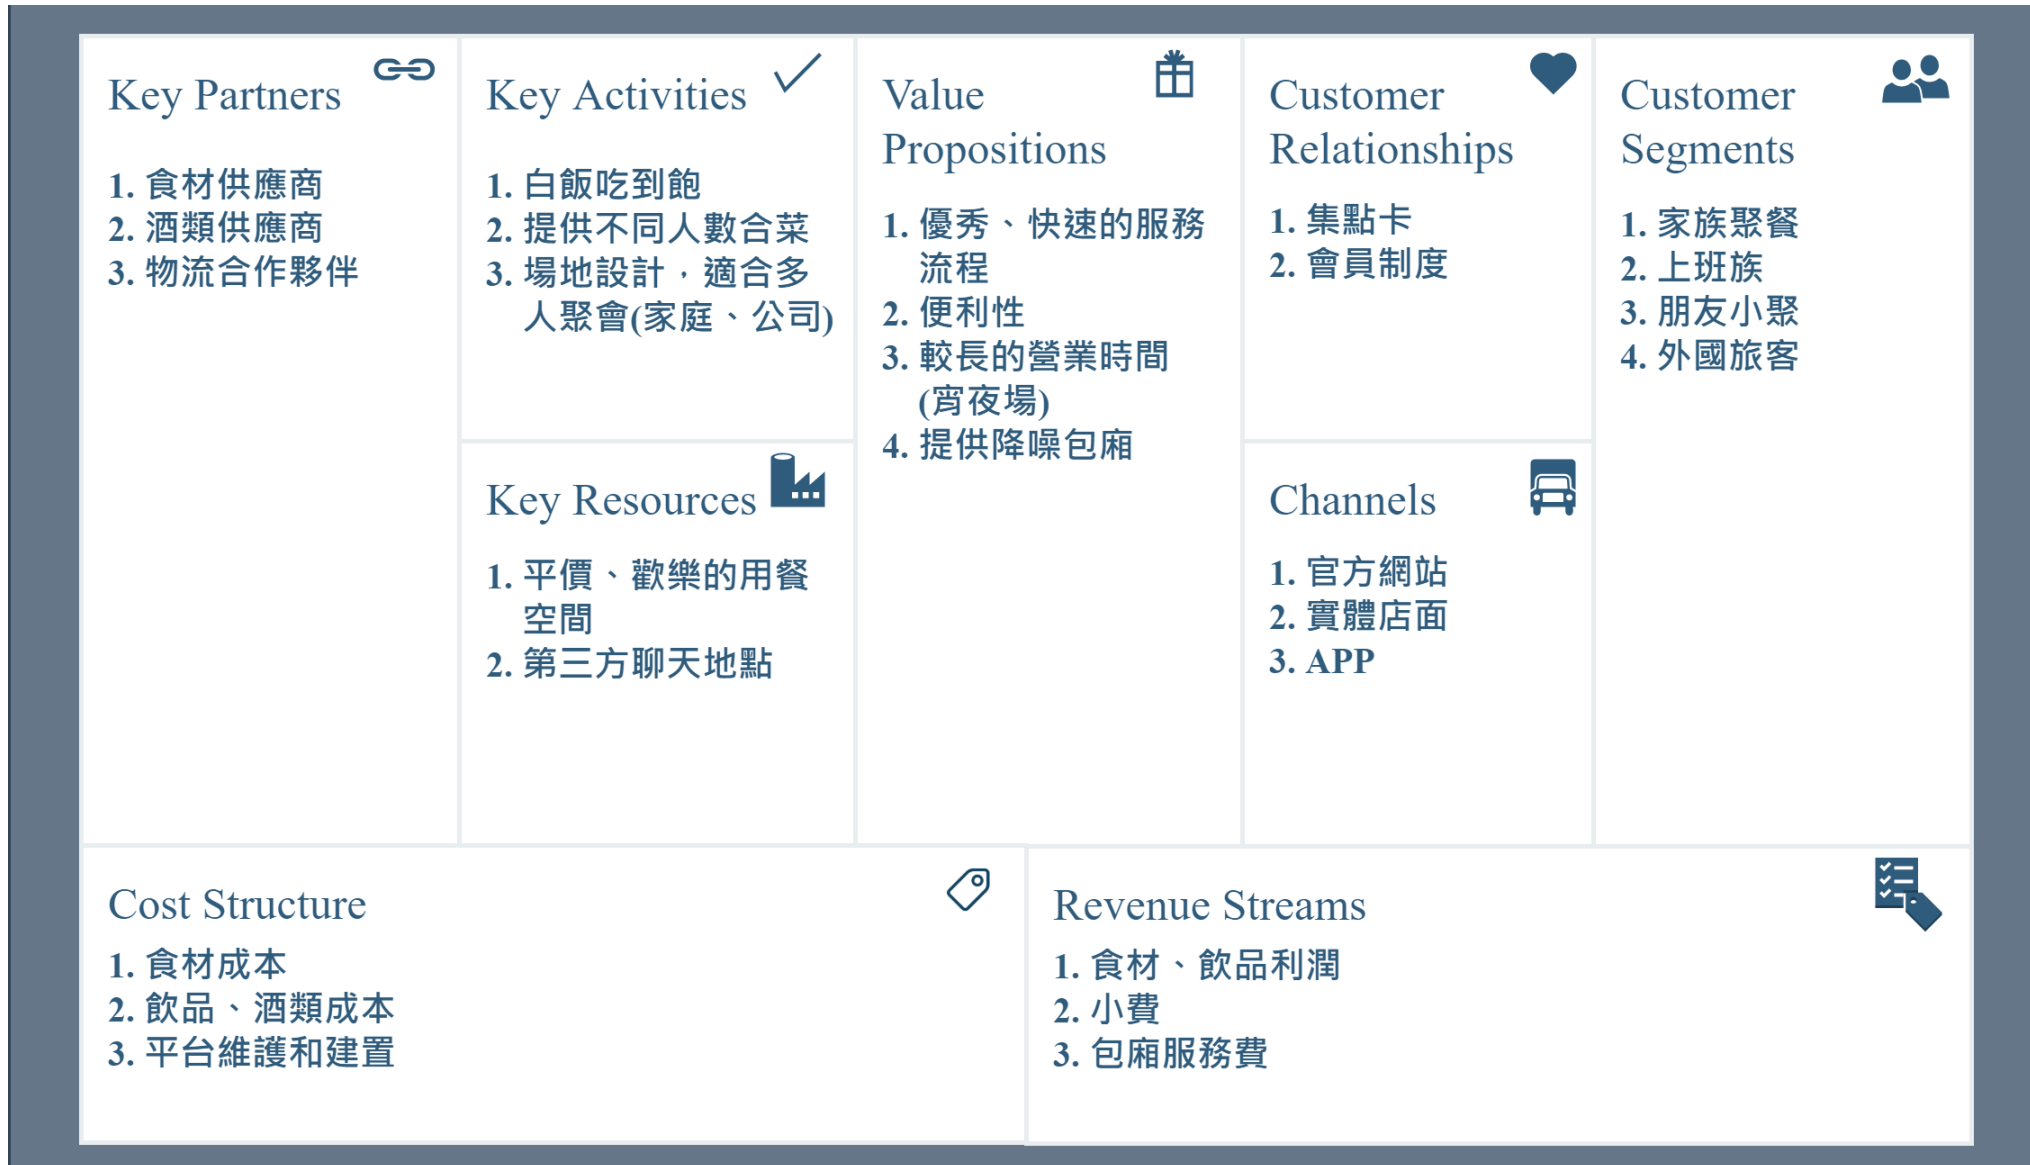 Key Partners
1. 食材供應商
2. 酒類供應商
3. 物流合作夥伴
Key Activities
1. 白飯吃到飽
2. 提供不同人數合菜
3. 場地設計，適合多
人聚會(家庭、公司)
Key Resources
1. 平價、歡樂的用餐
空間
2. 第三方聊天地點
Value
Propositions
1. 優秀、快速的服務
流程
2. 便利性
3. 較長的營業時間
(宵夜場)
4. 提供降噪包廂
Customer
Relationships
1. 集點卡
2. 會員制度
Channels
1. 官方網站
2. 實體店面
3. APP
Customer
Segments
1. 家族聚餐
2. 上班族
3. 朋友小聚
4. 外國旅客
Cost Structure
1. 食材成本
2. 飲品、酒類成本
3. 平台維護和建置
Revenue Streams
1. 食材、飲品利潤
2. 小費
3. 包廂服務費